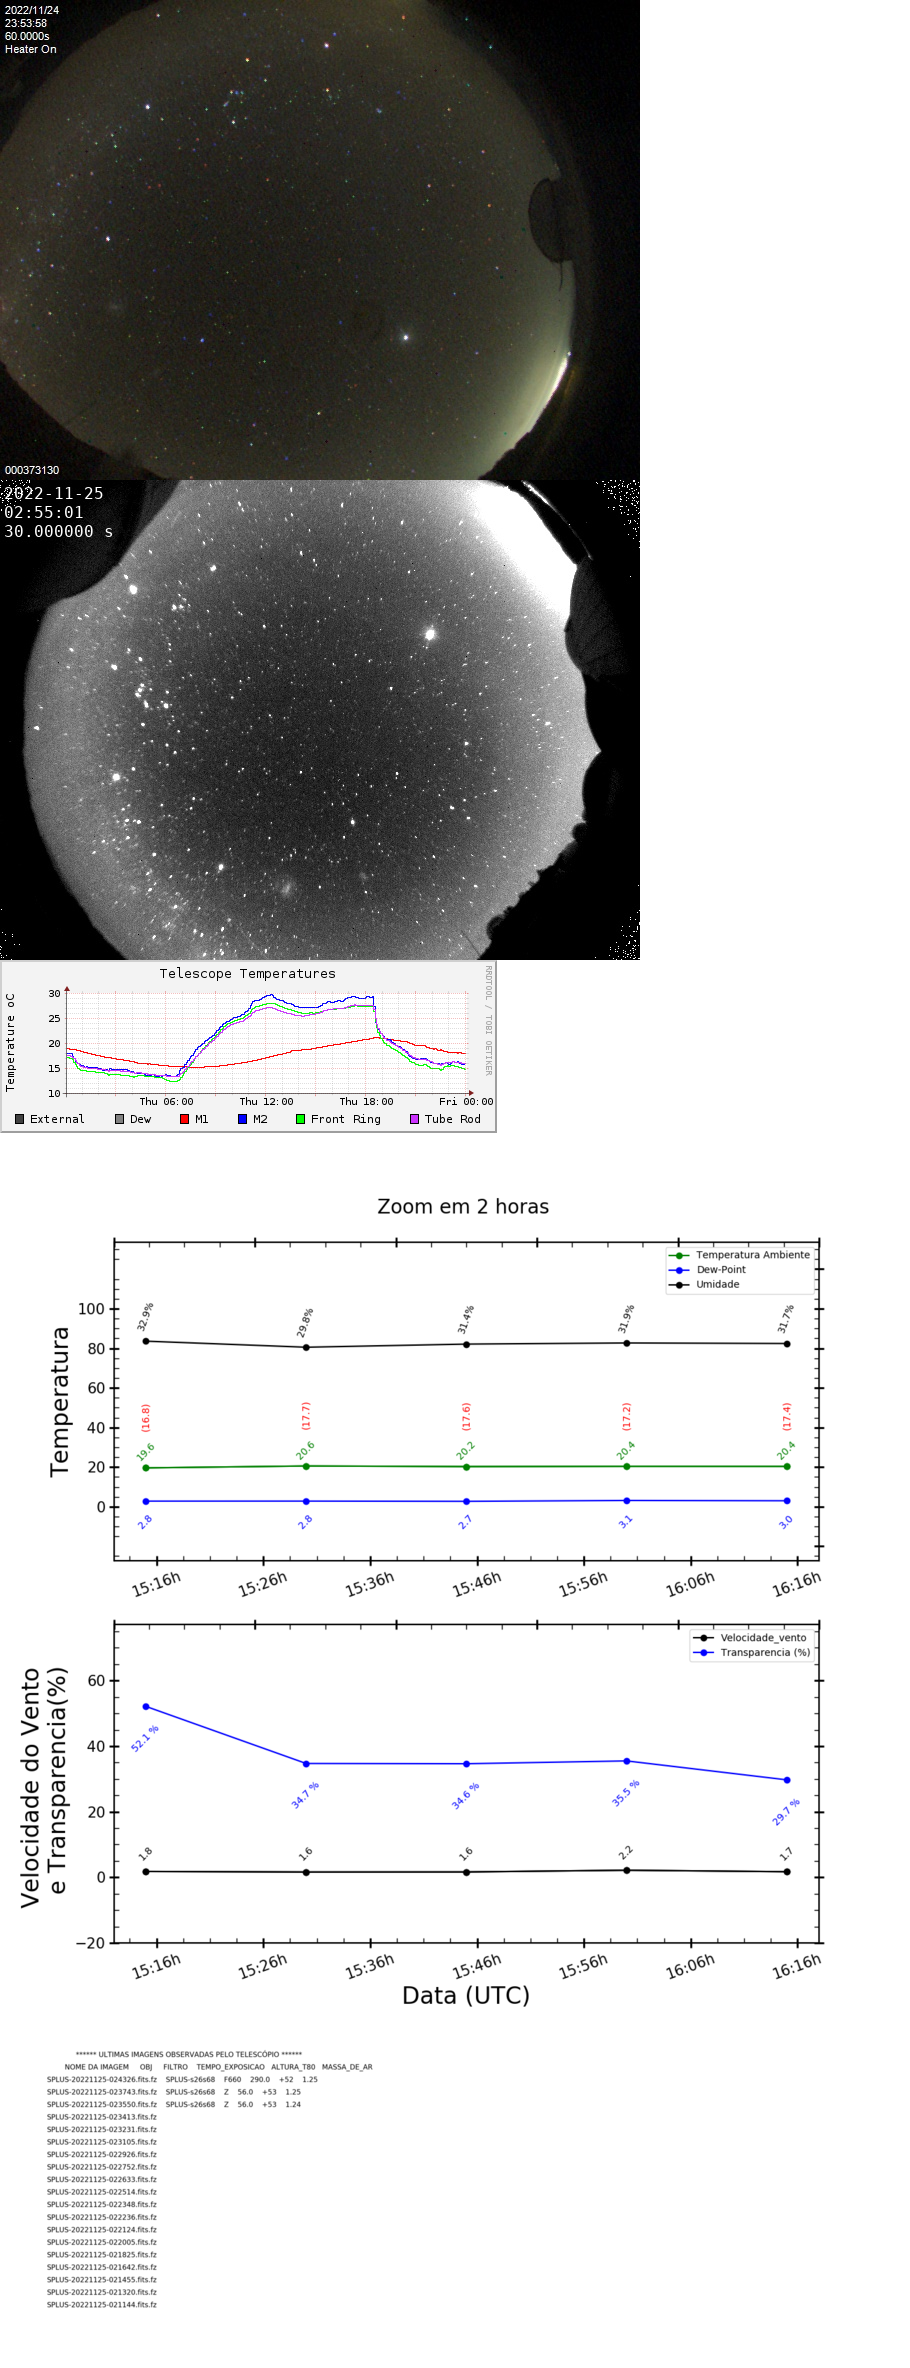 2022/11/24
23:53:58
60.0000s
Heater On
000373130
2022-11-25
02:55:01
30.000000 s
Telescope Temperatures
RRDTOOL / TOBI OETIKER
Temperature oC
30
25
20
15
10
Thu 06:00 Thu 12:00 Thu 18:00 Fri 00:00
External Dew M1 M2 Front Ring Tube Rod
Zoom em 2 horas
Temperatura Ambiente
Dew-Point
Umidade
Temperatura
100
80
60
40
20
0
32.9% 29.8% 31.4% 31.9% 31.7%
(16.8) (17.7) (17.6) (17.2) (17.4)
19.6 20.6 20.2 20.4 20.4
2.8 2.8 2.7 3.1 3.0
15:16h 15:26h 15:36h 15:46h 15:56h 16:06h 16:16h
Velocidade_vento
Transparencia (%)
Velocidade do Vento
e Transparencia(%)
60
40
20
0
−20
52.1 % 34.7 % 34.6 % 35.5 % 29.7 %
1.8 1.6 1.6 2.2 1.7
15:16h 15:26h 15:36h 15:46h 15:56h 16:06h 16:16h
Data (UTC)
****** ULTIMAS IMAGENS OBSERVADAS PELO TELESCÓPIO ******
NOME DA IMAGEM OBJ FILTRO TEMPO_EXPOSICAO ALTURA_T80 MASSA_DE_AR
SPLUS-20221125-024326.fits.fz SPLUS-s26s68 F660 290.0 +52 1.25
SPLUS-20221125-023743.fits.fz SPLUS-s26s68 Z 56.0 +53 1.25
SPLUS-20221125-023550.fits.fz SPLUS-s26s68 Z 56.0 +53 1.24
SPLUS-20221125-023413.fits.fz
SPLUS-20221125-023231.fits.fz
SPLUS-20221125-023105.fits.fz
SPLUS-20221125-022926.fits.fz
SPLUS-20221125-022752.fits.fz
SPLUS-20221125-022633.fits.fz
SPLUS-20221125-022514.fits.fz
SPLUS-20221125-022348.fits.fz
SPLUS-20221125-022236.fits.fz
SPLUS-20221125-022124.fits.fz
SPLUS-20221125-022005.fits.fz
SPLUS-20221125-021825.fits.fz
SPLUS-20221125-021642.fits.fz
SPLUS-20221125-021455.fits.fz
SPLUS-20221125-021320.fits.fz
SPLUS-20221125-021144.fits.fz